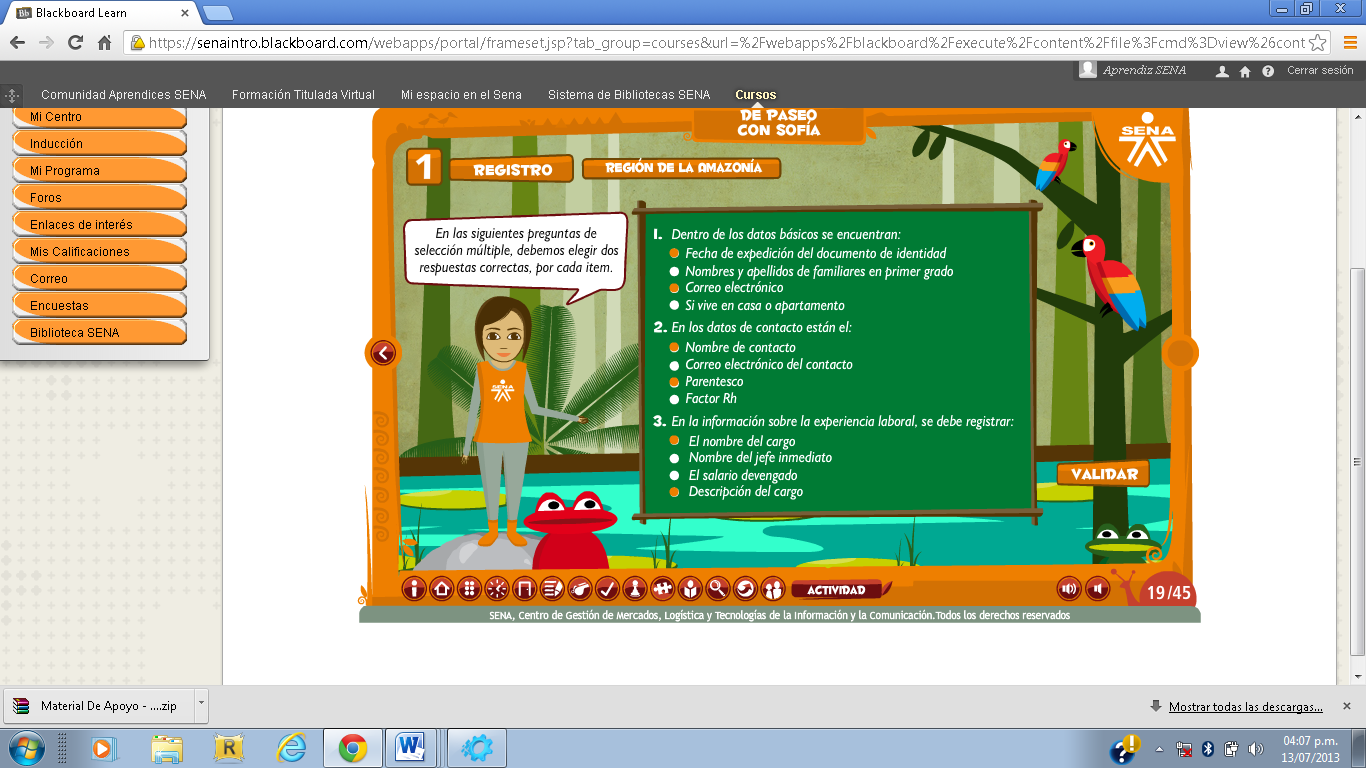 Blackboard Learn
https://senaintro.blackboard.com/webapps/portal/frameset.jsp?tab_group=courses&url=%2Fwebapps%2Fblackboard%2Fexecute%2Fcontent%2Ffile%3Fcmd%3Dview%26cont
Aprendiz SENA
Cerrar sesión
Comunidad Aprendices SENA
Formación Titulada Virtual
Mi espacio en el Sena
Sistema de Bibliotecas SENA
Cursos
Mi Centro
Inducción
Mi Programa
Foros
Enlaces de interés
Mis Calificaciones
Correo
Encuestas
Biblioteca SENA
DE PASEO
CON SOFÍA
SENA
1
REGISTRO
REGIÓN DE LA AMAZONÍA
En las siguientes preguntas de
selección múltiple, debemos elegir dos
respuestas correctas, por cada item.
SENA
1. Dentro de los datos básicos se encuentran:
Fecha de expedición del documento de identidad
Nombres y apellidos de familiares en primer grado
Correo electrónico
Si vive en casa o apartamento
2. En los datos de contacto están el:
Nombre de contacto
Correo electrónico del contacto
Parentesco
Factor Rh
3. En la información sobre la experiencia laboral, se debe registrar:
El nombre del cargo
Nombre del jefe inmediato
El salario devengado
Descripción del cargo
VALIDAR
ACTIVIDAD
19/45
SENA, Centro de Gestión de Mercados, Logística y Tecnologías de la Información y la Comunicación.Todos los derechos reservados
Material De Apoyo - ....zip
Mostrar todas las descargas...
04:07 p.m.
13/07/2013